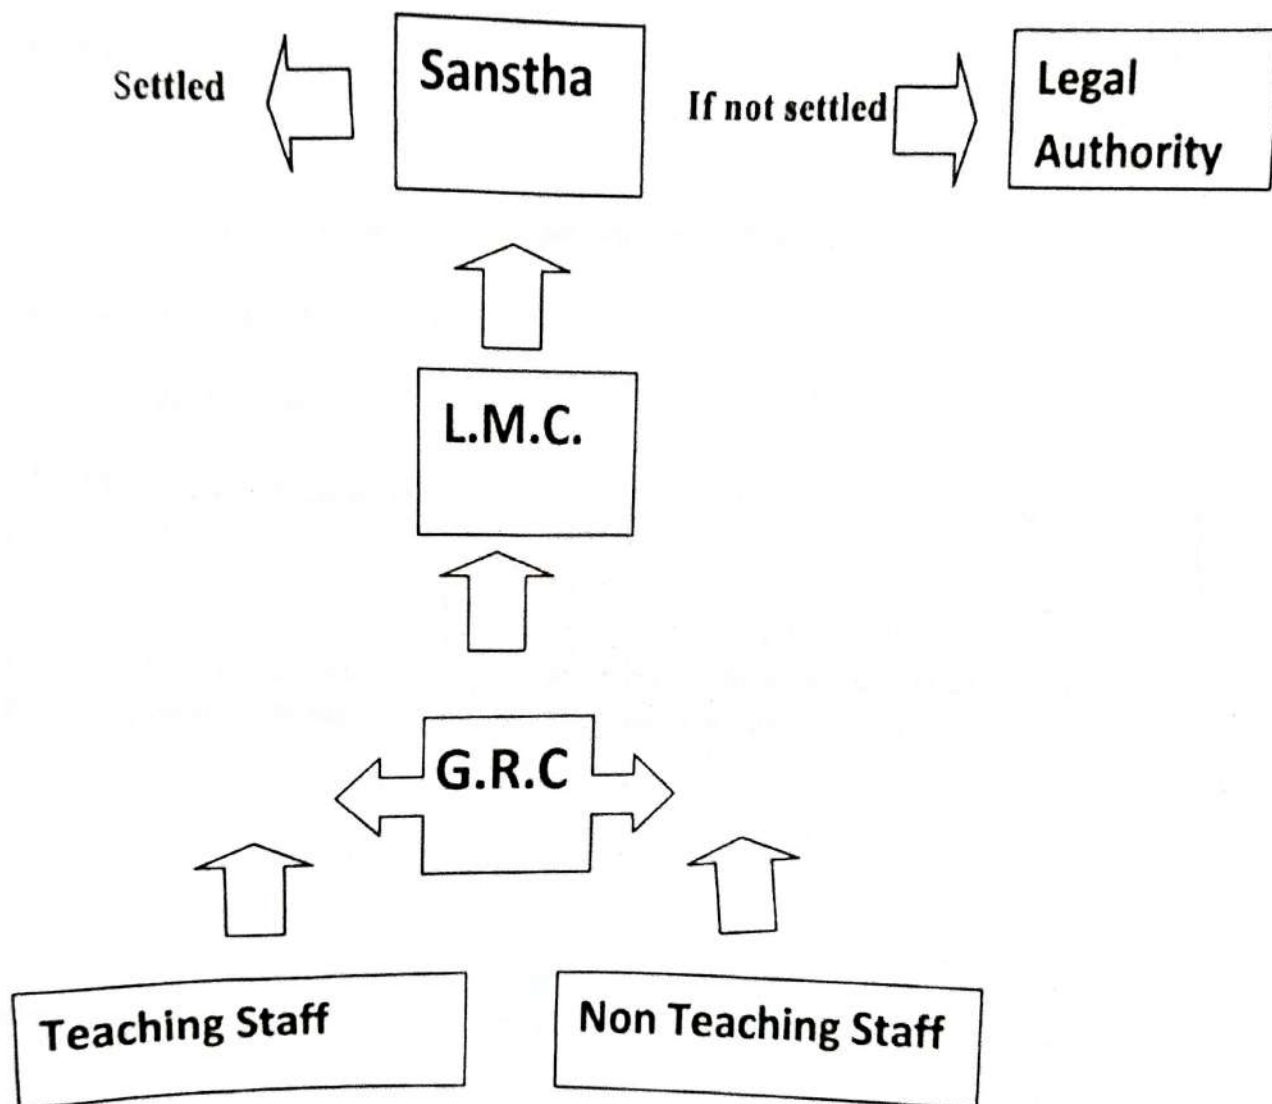 Settled
Sanstha
If not settled
Legal
Authority
L.M.C.
G.R.C
Teaching Staff
Non Teaching Staff